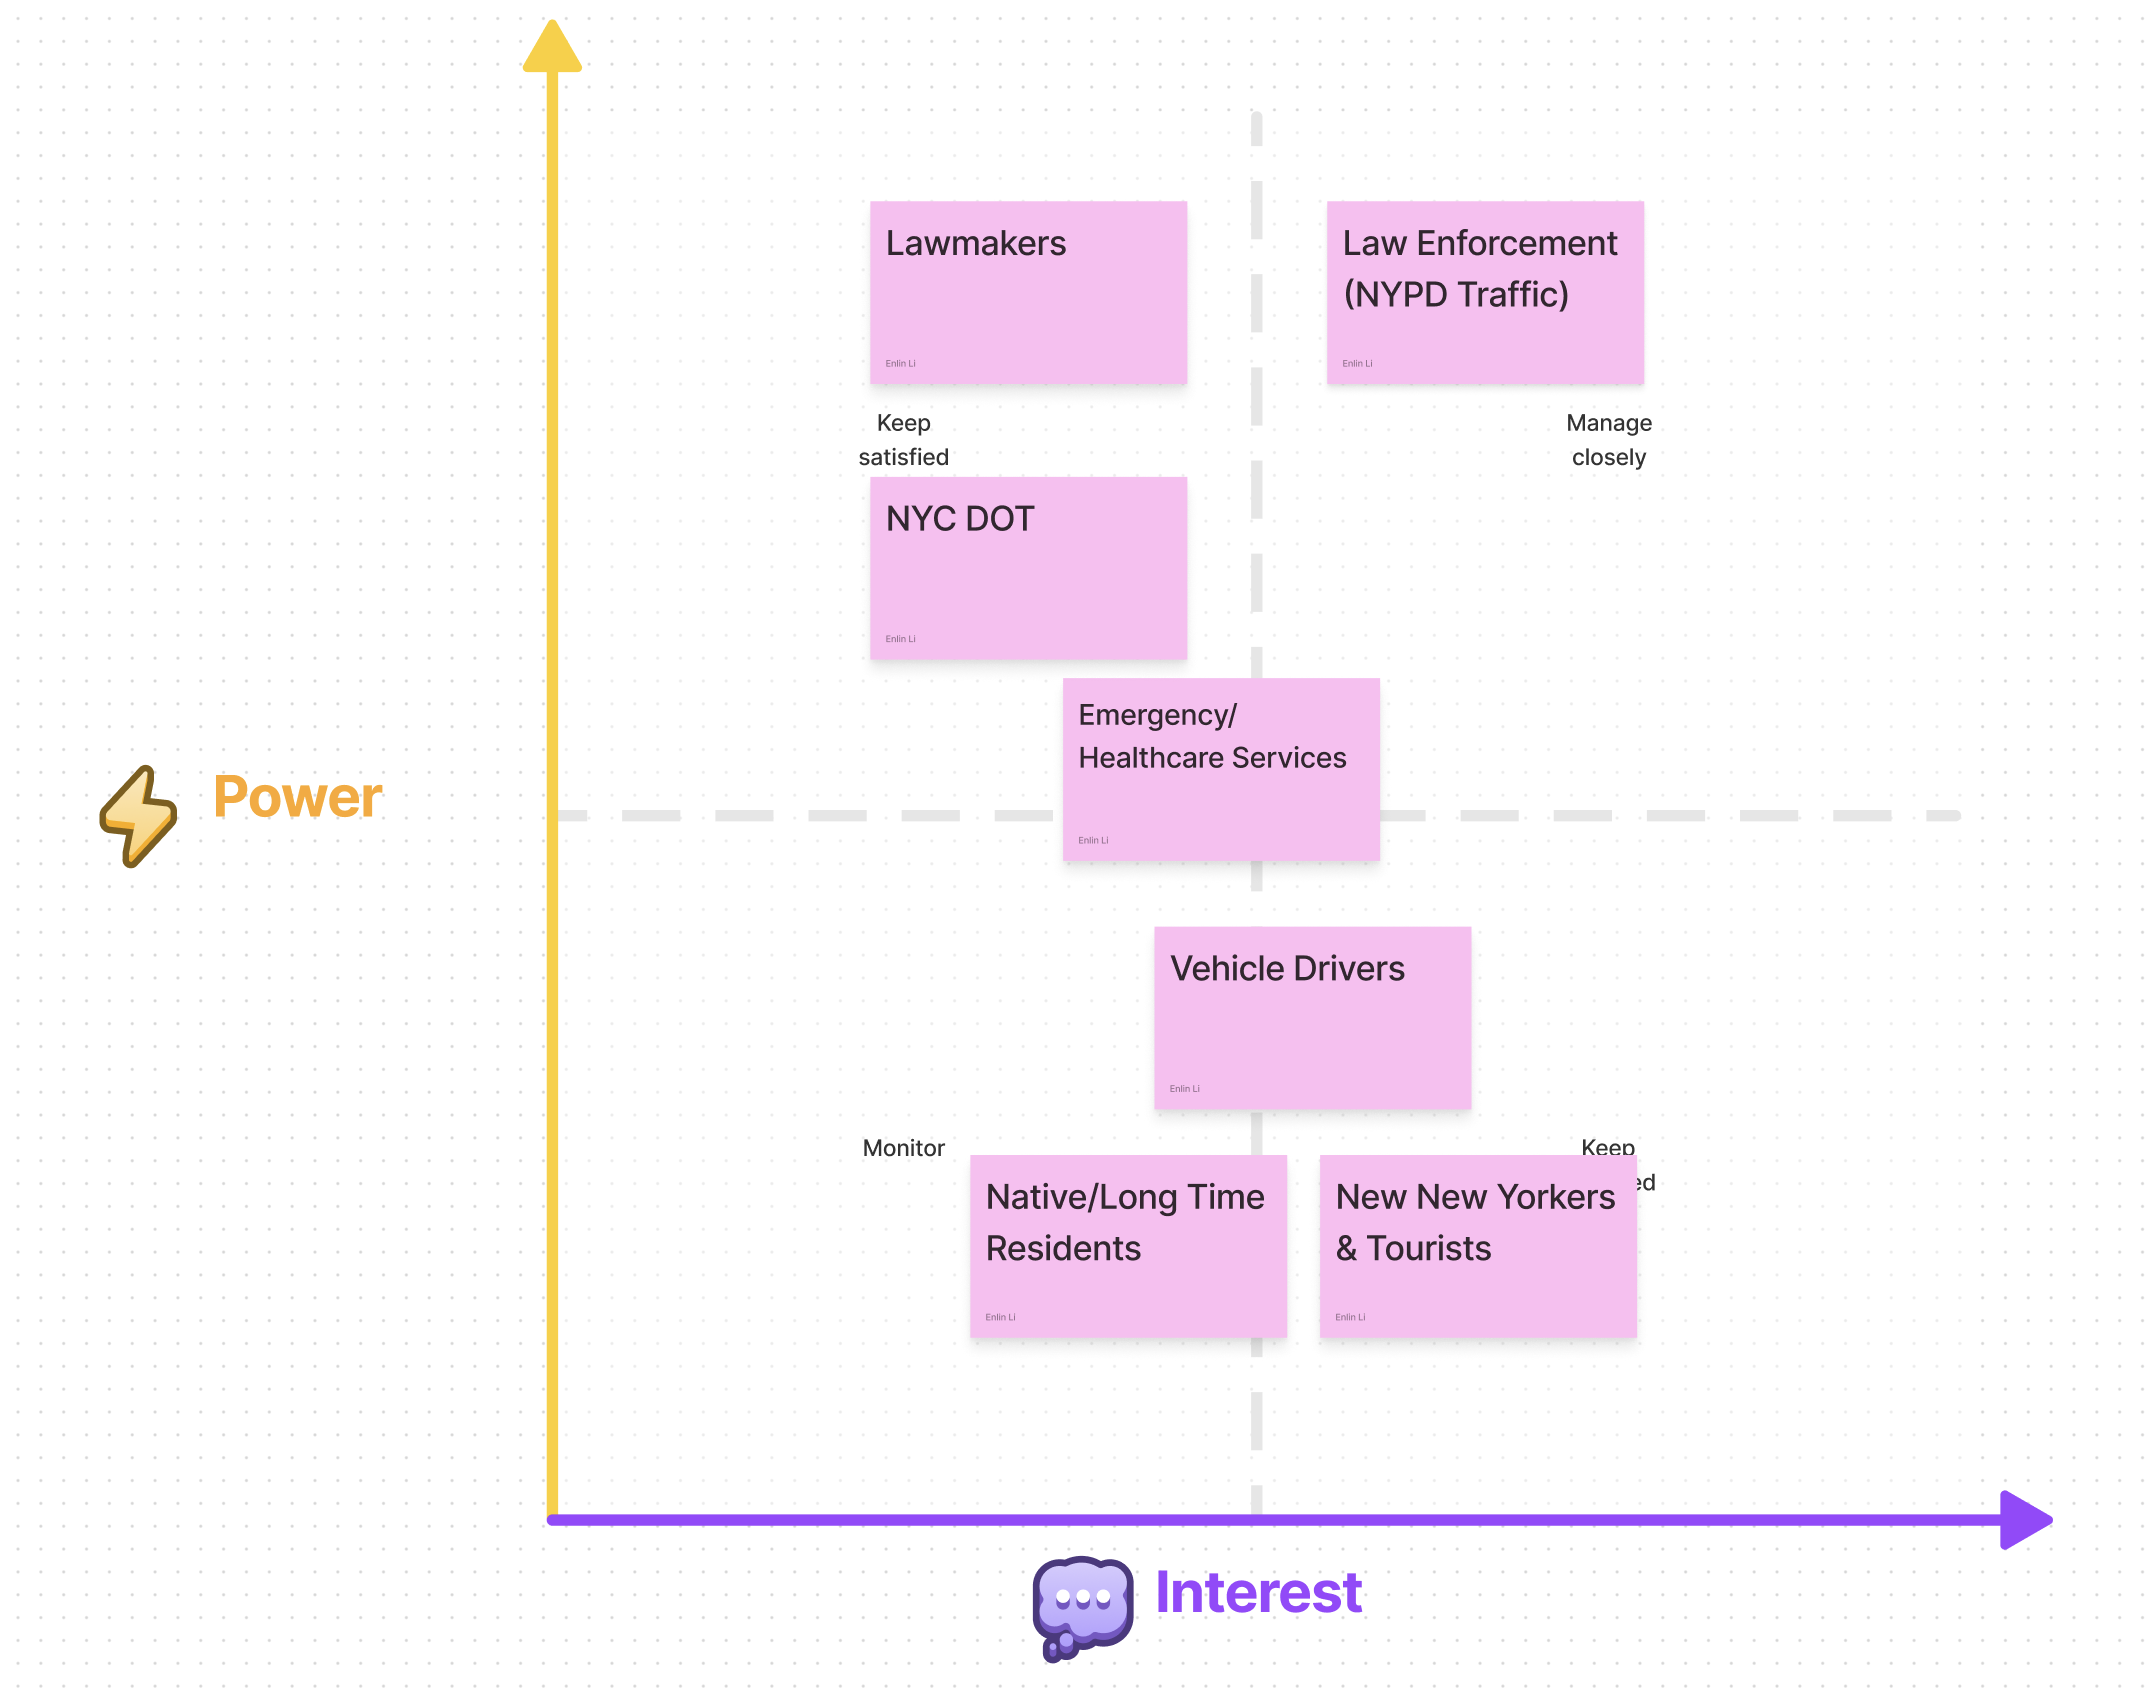 Lawmakers
Enlin Li
Law Enforcement
(NYPD Traffic)
Enlin Li
Keep
satisfied
Manage
closely
NYC DOT
Enlin Li
Emergency/
Healthcare Services
Enlin Li
Power
Vehicle Drivers
Enlin Li
Monitor
Keep
Native/Long Time
Residents
Enlin Li
New New Yorkers
& Tourists
Enlin Li
Interest